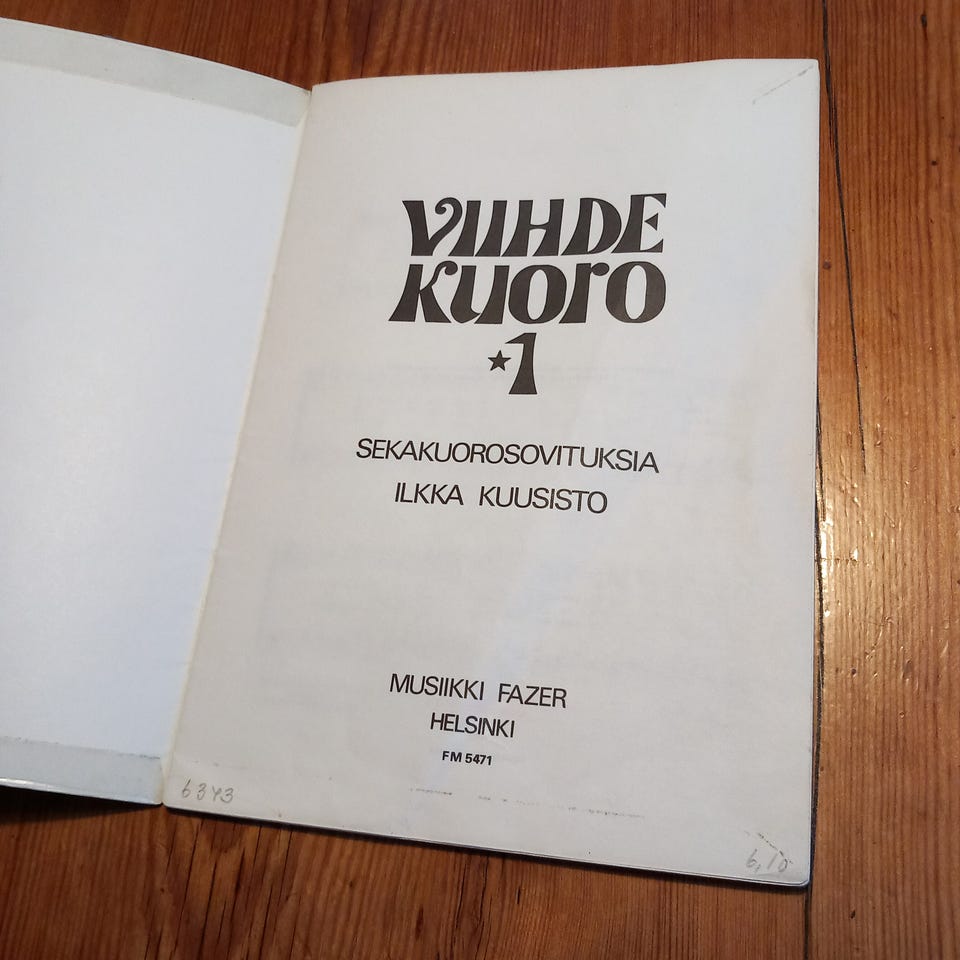 VIIHDE
KUORO
★1
SEKAKUOROSOVITUKSIA
ILKKA KUUSISTO
MUSIIKKI FAZER
HELSINKI
FM 5471
6343
6,10